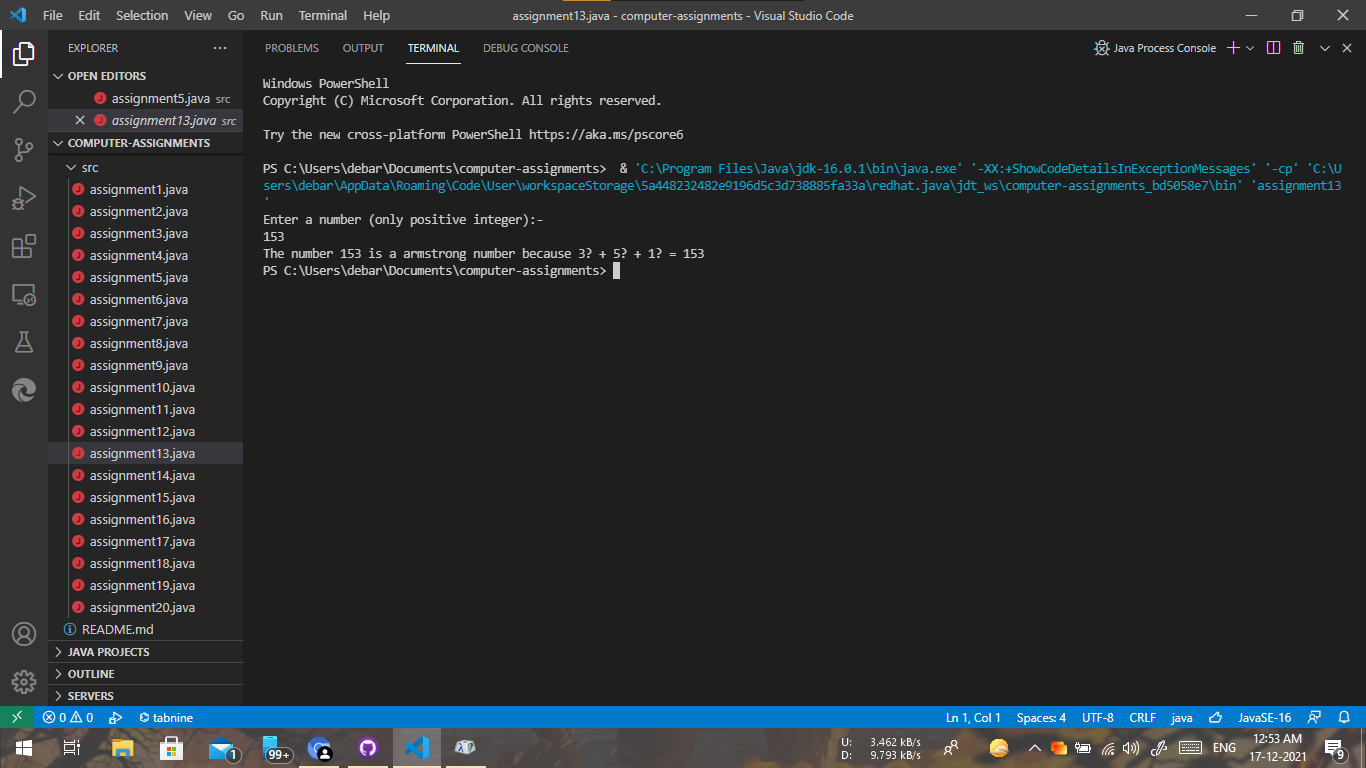 File Edit Selection View Go Run Terminal Help
assignment13.java - computer-assignments - Visual Studio Code
EXPLORER
OPEN EDITORS
assignment5.java src
assignment13.java src
COMPUTER-ASSIGNMENTS
src
assignment1.java
assignment2.java
assignment3.java
assignment4.java
assignment5.java
assignment6.java
assignment7.java
assignment8.java
assignment9.java
assignment10.java
assignment11.java
assignment12.java
assignment13.java
assignment14.java
assignment15.java
assignment16.java
assignment17.java
assignment18.java
assignment19.java
assignment20.java
README.md
JAVA PROJECTS
OUTLINE
SERVERS
PROBLEMS OUTPUT TERMINAL DEBUG CONSOLE
Java Process Console
Windows PowerShell
Copyright (C) Microsoft Corporation. All rights reserved.
Try the new cross-platform PowerShell https://aka.ms/pscore6
PS C:\Users\debar\Documents\computer-assignments>  & 'C:\Program Files\Java\jdk-16.0.1\bin\java.exe' '-XX:+ShowCodeDetailsInExceptionMessages' '-cp' 'C:\U
sers\debar\AppData\Roaming\Code\User\workspaceStorage\5a448232482e9196d5c3d738885fa33a\redhat.java\jdt_ws\computer-assignments_bd5058e7\bin' 'assignment13
'
Enter a number (only positive integer):-
153
The number 153 is a armstrong number because 3? + 5? + 1? = 153
PS C:\Users\debar\Documents\computer-assignments>
0 0 tabnine
Ln 1, Col 1 Spaces: 4 UTF-8 CRLF java JavaSE-16
1
99+
U: 3.462 kB/s
D: 9.793 kB/s
ENG
12:53 AM
17-12-2021
9